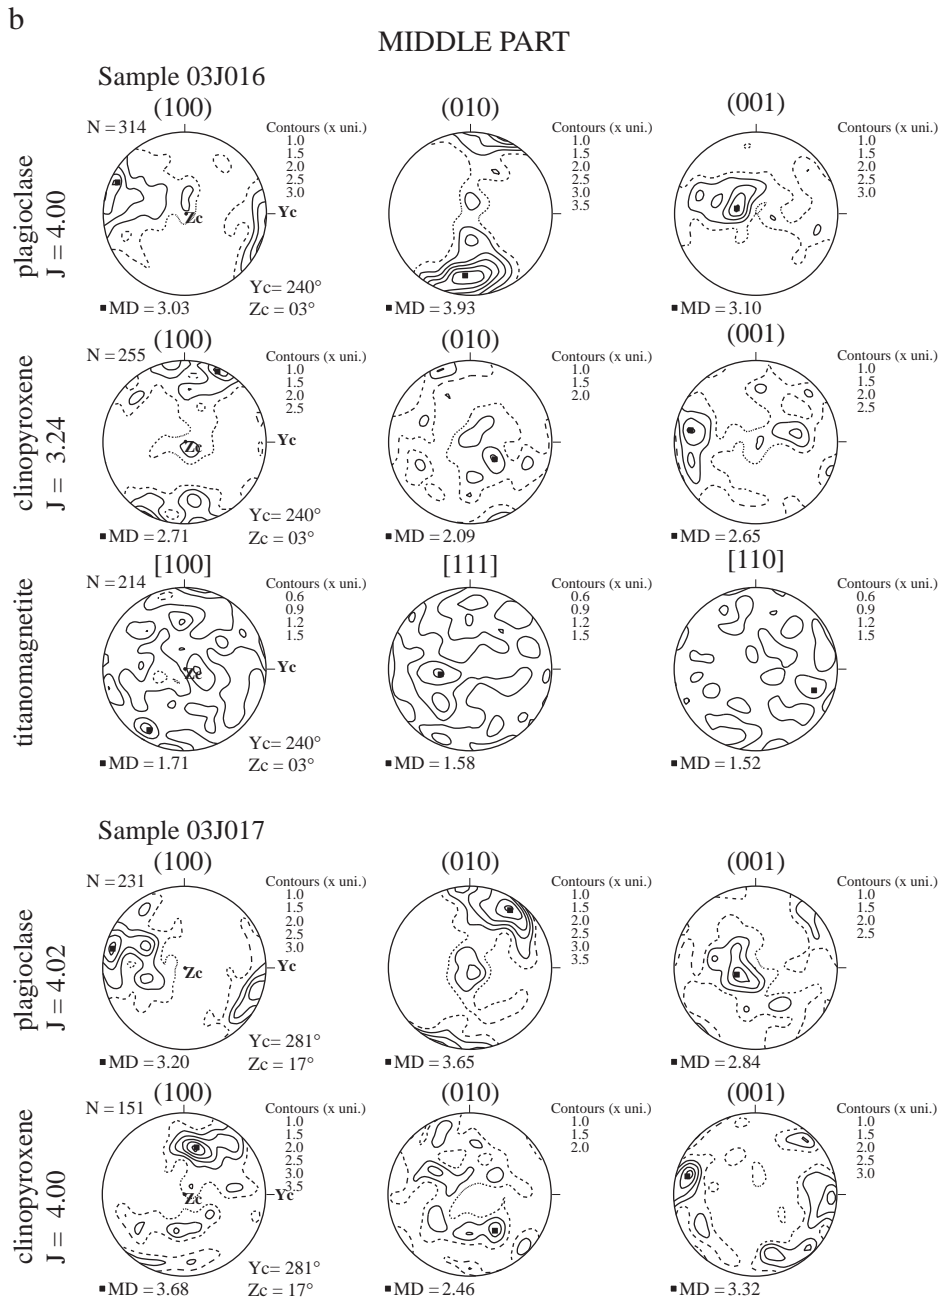 b
MIDDLE PART
Sample 03J016
plagioclase
J = 4.00
(100)
N = 314
Contours (x uni.)
1.0
1.5
2.0
2.5
3.0
Zc
Yc
MD = 3.03
Yc= 240°
Zc = 03°
(010)
Contours (x uni.)
1.0
1.5
2.0
2.5
3.0
3.5
MD = 3.93
(001)
Contours (x uni.)
1.0
1.5
2.0
2.5
3.0
MD = 3.10
clinopyroxene
J = 3.24
(100)
N = 255
Contours (x uni.)
1.0
1.5
2.0
2.5
Zc
Yc
MD = 2.71
Yc= 240°
Zc = 03°
(010)
Contours (x uni.)
1.0
1.5
2.0
MD = 2.09
(001)
Contours (x uni.)
1.0
1.5
2.0
2.5
MD = 2.65
titanomagnetite
[100]
N = 214
Contours (x uni.)
0.6
0.9
1.2
1.5
Zc
Yc
MD = 1.71
Yc= 240°
Zc = 03°
[111]
Contours (x uni.)
0.6
0.9
1.2
1.5
MD = 1.58
[110]
Contours (x uni.)
0.6
0.9
1.2
1.5
MD = 1.52
Sample 03J017
plagioclase
J = 4.02
(100)
N = 231
Contours (x uni.)
1.0
1.5
2.0
2.5
3.0
Zc
Yc
MD = 3.20
Yc= 281°
Zc = 17°
(010)
Contours (x uni.)
1.0
1.5
2.0
2.5
3.0
3.5
MD = 3.65
(001)
Contours (x uni.)
1.0
1.5
2.0
2.5
MD = 2.84
clinopyroxene
J = 4.00
(100)
N = 151
Contours (x uni.)
1.0
1.5
2.0
2.5
3.0
3.5
Zc
Yc
MD = 3.68
Yc= 281°
Zc = 17°
(010)
Contours (x uni.)
1.0
1.5
2.0
MD = 2.46
(001)
Contours (x uni.)
1.0
1.5
2.0
2.5
3.0
MD = 3.32